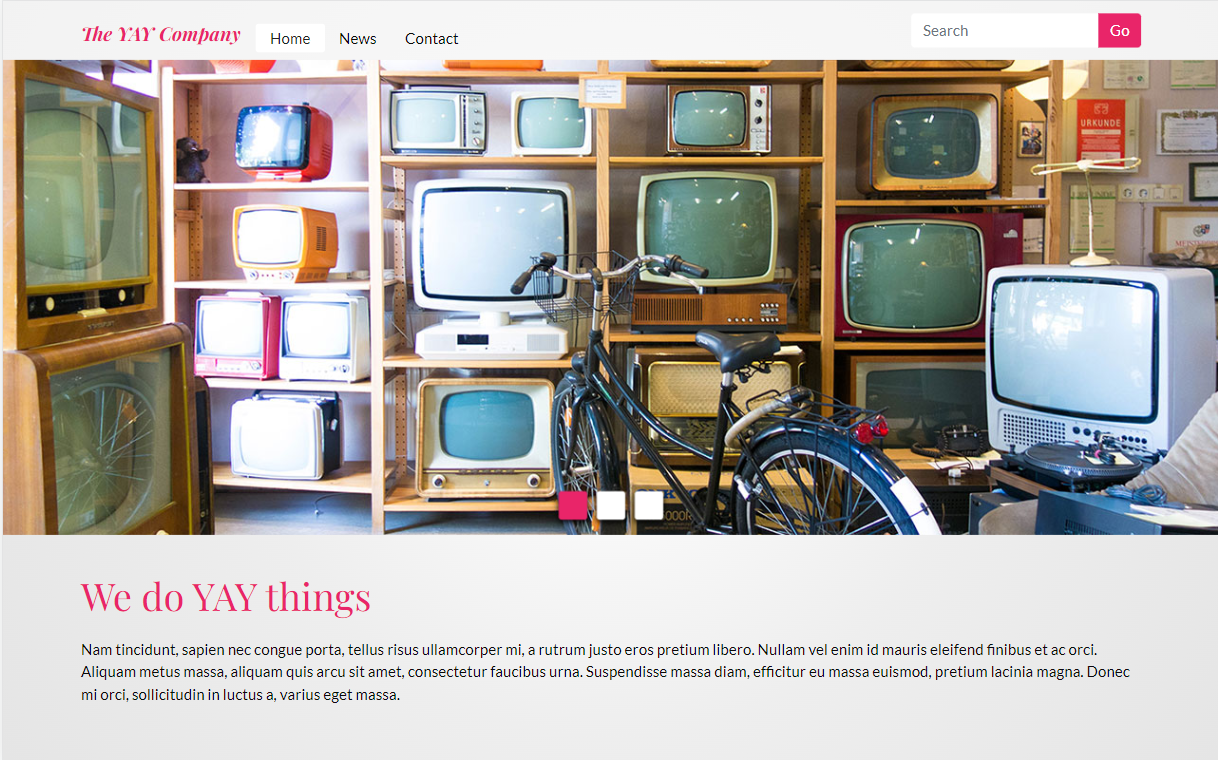 The YAY Company
Home
News
Contact
Search
Go
URKUNDE
We do YAY things
Nam tincidunt, sapien nec congue porta, tellus risus ullamcorper mi, a rutrum justo eros pretium libero. Nullam vel enim id mauris eleifend finibus et ac orci.
Aliquam metus massa, aliquam quis arcu sit amet, consectetur faucibus urna. Suspendisse massa diam, efficitur eu massa euismod, pretium lacinia magna. Donec
mi orci, sollicitudin in luctus a, varius eget massa.